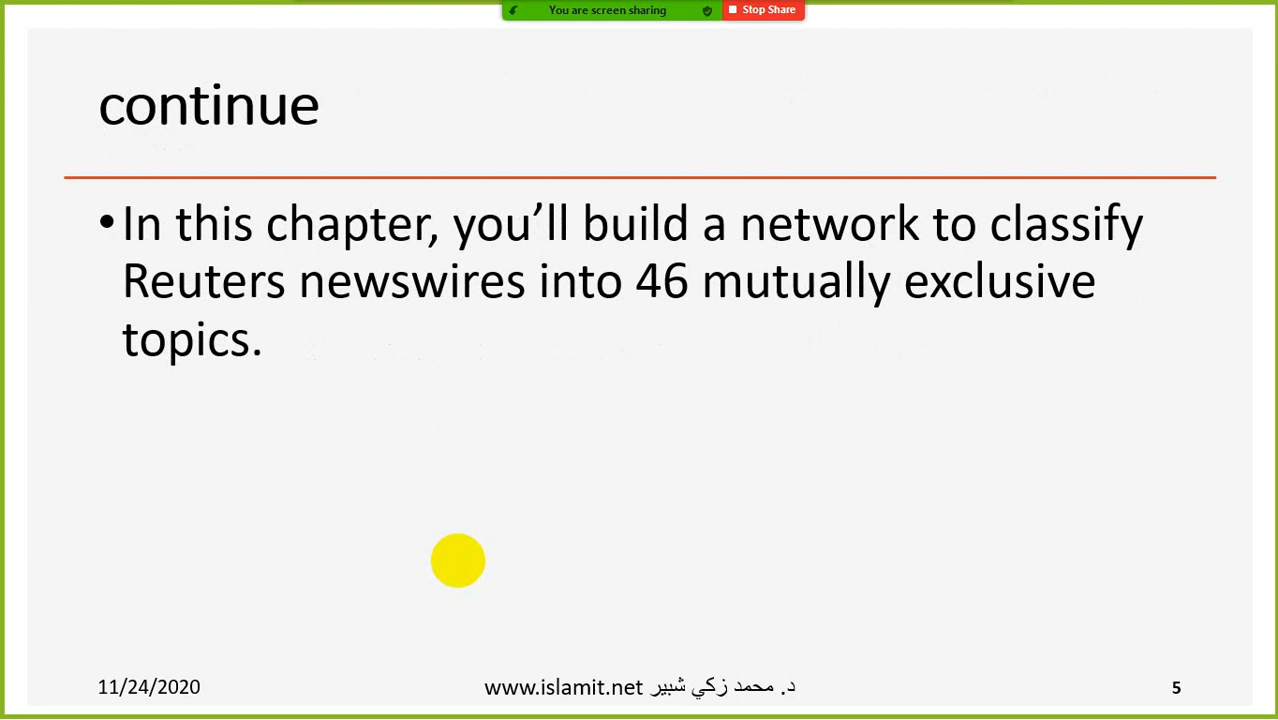 You are screen sharing Stop Share
continue
•In this chapter, you’ll build a network to classify
Reuters newswires into 46 mutually exclusive
topics.
11/24/2020 www.islamit.net د. محمد زكي شبير 5